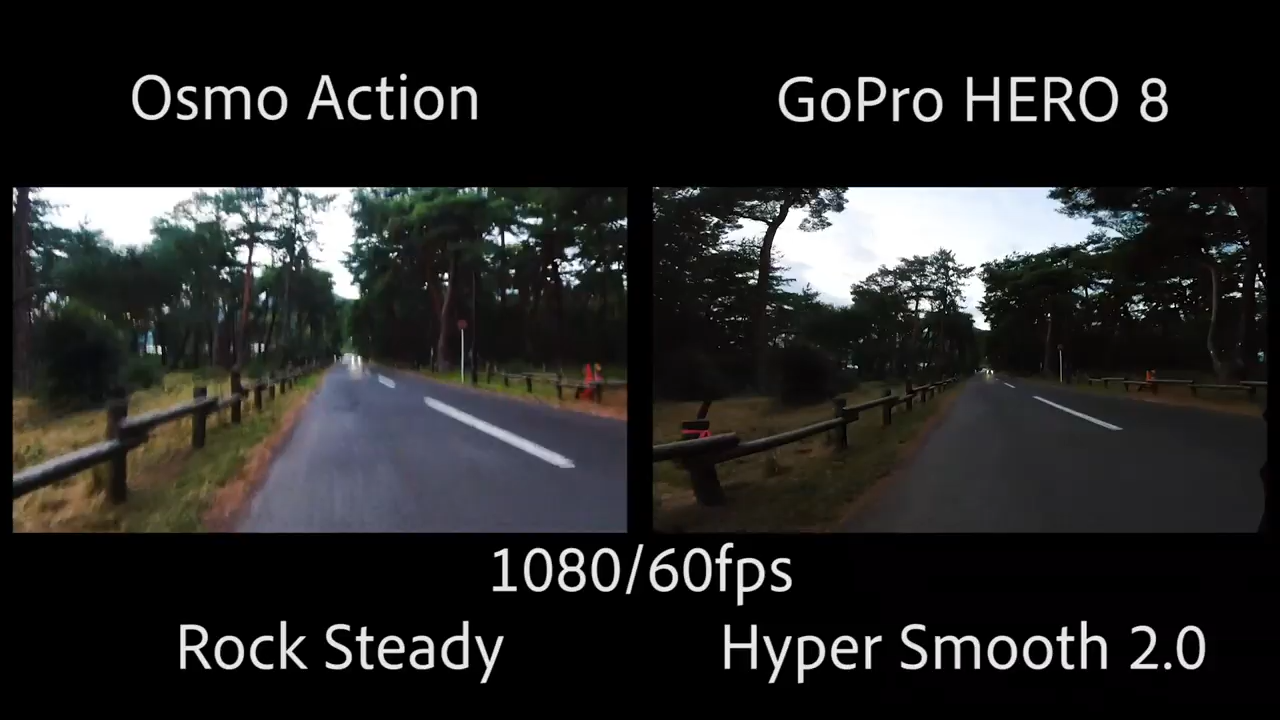 Osmo Action
GoPro HERO 8
1080/60fps
Rock Steady
Hyper Smooth 2.0